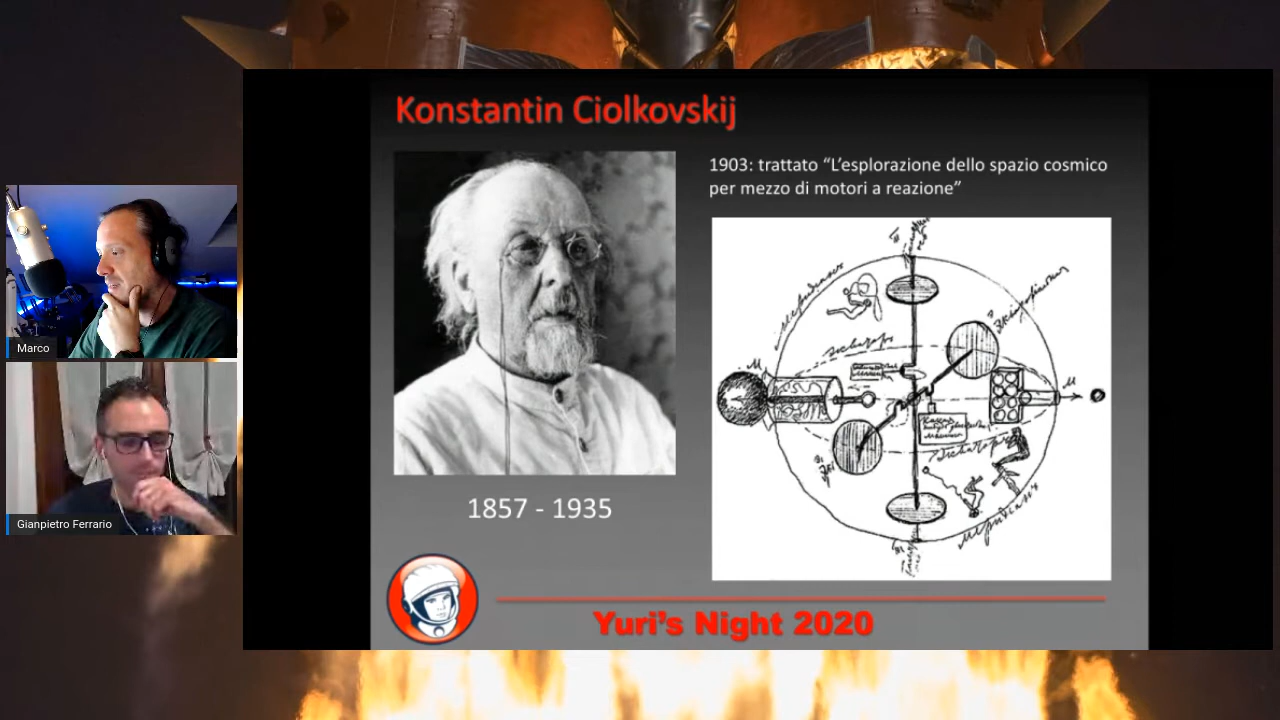 Konstantin Ciolkovskij
1903: trattato “L’esplorazione dello spazio cosmico
per mezzo di motori a reazione”
1857 - 1935
Yuri’s Night 2020
Marco
Gianpietro Ferrario